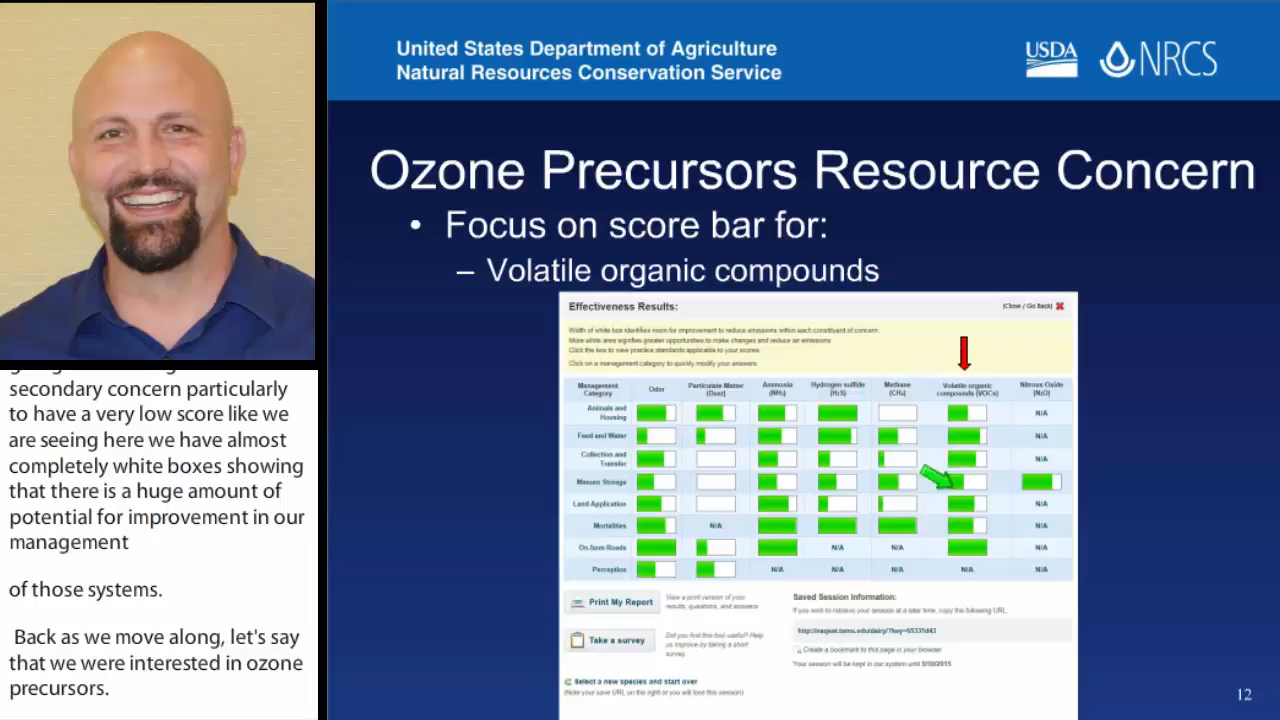 United States Department of Agriculture
Natural Resources Conservation Service
USDA
NRCS
Ozone Precursors Resource Concern
• Focus on score bar for:
– Volatile organic compounds
Effectiveness Results:
(Close / Go Back)
Width of white box identifies room for improvement to reduce emissions within each constituent of concern.
More white area signifies greater opportunities to make changes and reduce air emissions
Click the box to view practice standards applicable to your scores.
Click on a management category to quickly modify your answers.
Management Category
Odor
Particulate Matter (Dust)
Ammonia (NH₃)
Hydrogen sulfide (H₂S)
Methane (CH₄)
Volatile organic compounds (VOCs)
Nitrous Oxide (N₂O)
Animals and Housing
N/A
Feed and Water
N/A
Collection and Transfer
N/A
Manure Storage
Land Application
N/A
Mortalities
N/A
N/A
On-farm Roads
N/A
N/A
N/A
Perception
N/A
N/A
N/A
N/A
N/A
Print My Report
View a print version of your results, questions, and answers
Take a survey
Did you find this tool useful? Help us improve by taking a short survey.
Select a new species and start over
(Note your save URL on the right or you will lose this session)
Saved Session Information:
If you wish to retrieve your session at a later time, copy the following URL:
Create a bookmark to this page in your browser
Your session will be kept in our system until 5/10/2015
12
secondary concern particularly
to have a very low score like we
are seeing here we have almost
completely white boxes showing
that there is a huge amount of
potential for improvement in our
management
of those systems.
Back as we move along, let's say
that we were interested in ozone
precursors.